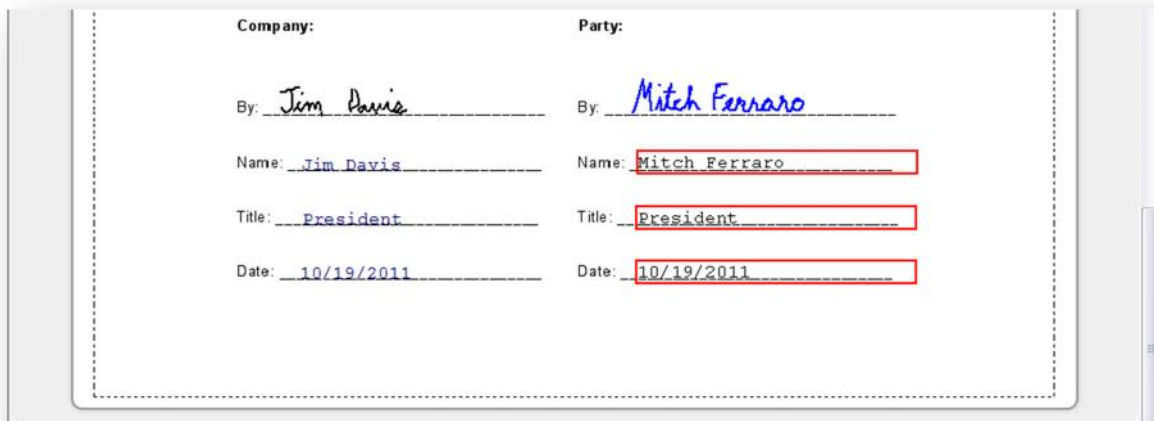 Company:
By: Jim Davis
Name: Jim Davis
Title: President
Date: 10/19/2011
Party:
By: Mitch Ferraro
Name: Mitch Ferraro
Title: President
Date: 10/19/2011